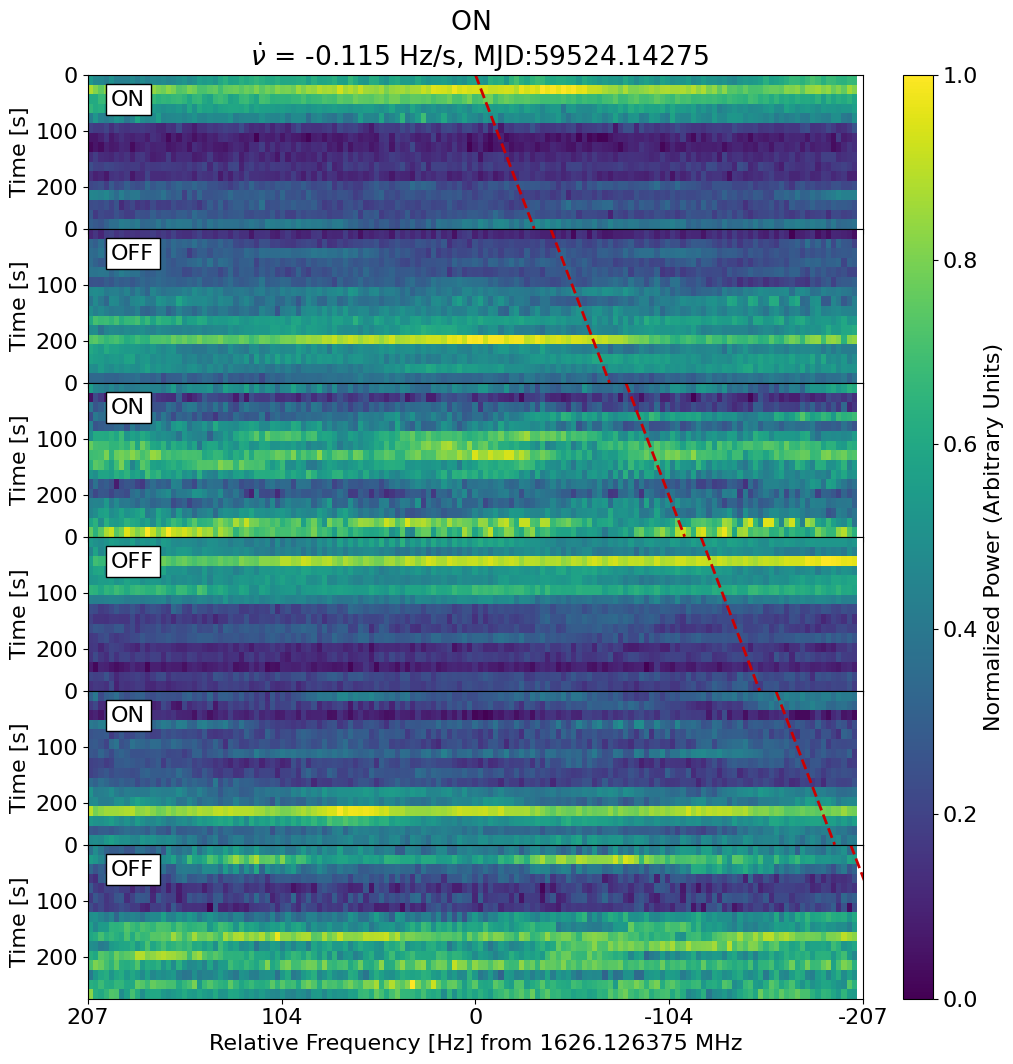 ON
ν̇ = -0.115 Hz/s, MJD:59524.14275
0
ON
100
200
Time [s]
0
OFF
100
200
Time [s]
0
ON
100
200
Time [s]
0
OFF
100
200
Time [s]
0
ON
100
200
Time [s]
0
OFF
100
200
Time [s]
207 104 0 -104 -207
Relative Frequency [Hz] from 1626.126375 MHz
1.0
0.8
0.6
0.4
0.2
0.0
Normalized Power (Arbitrary Units)